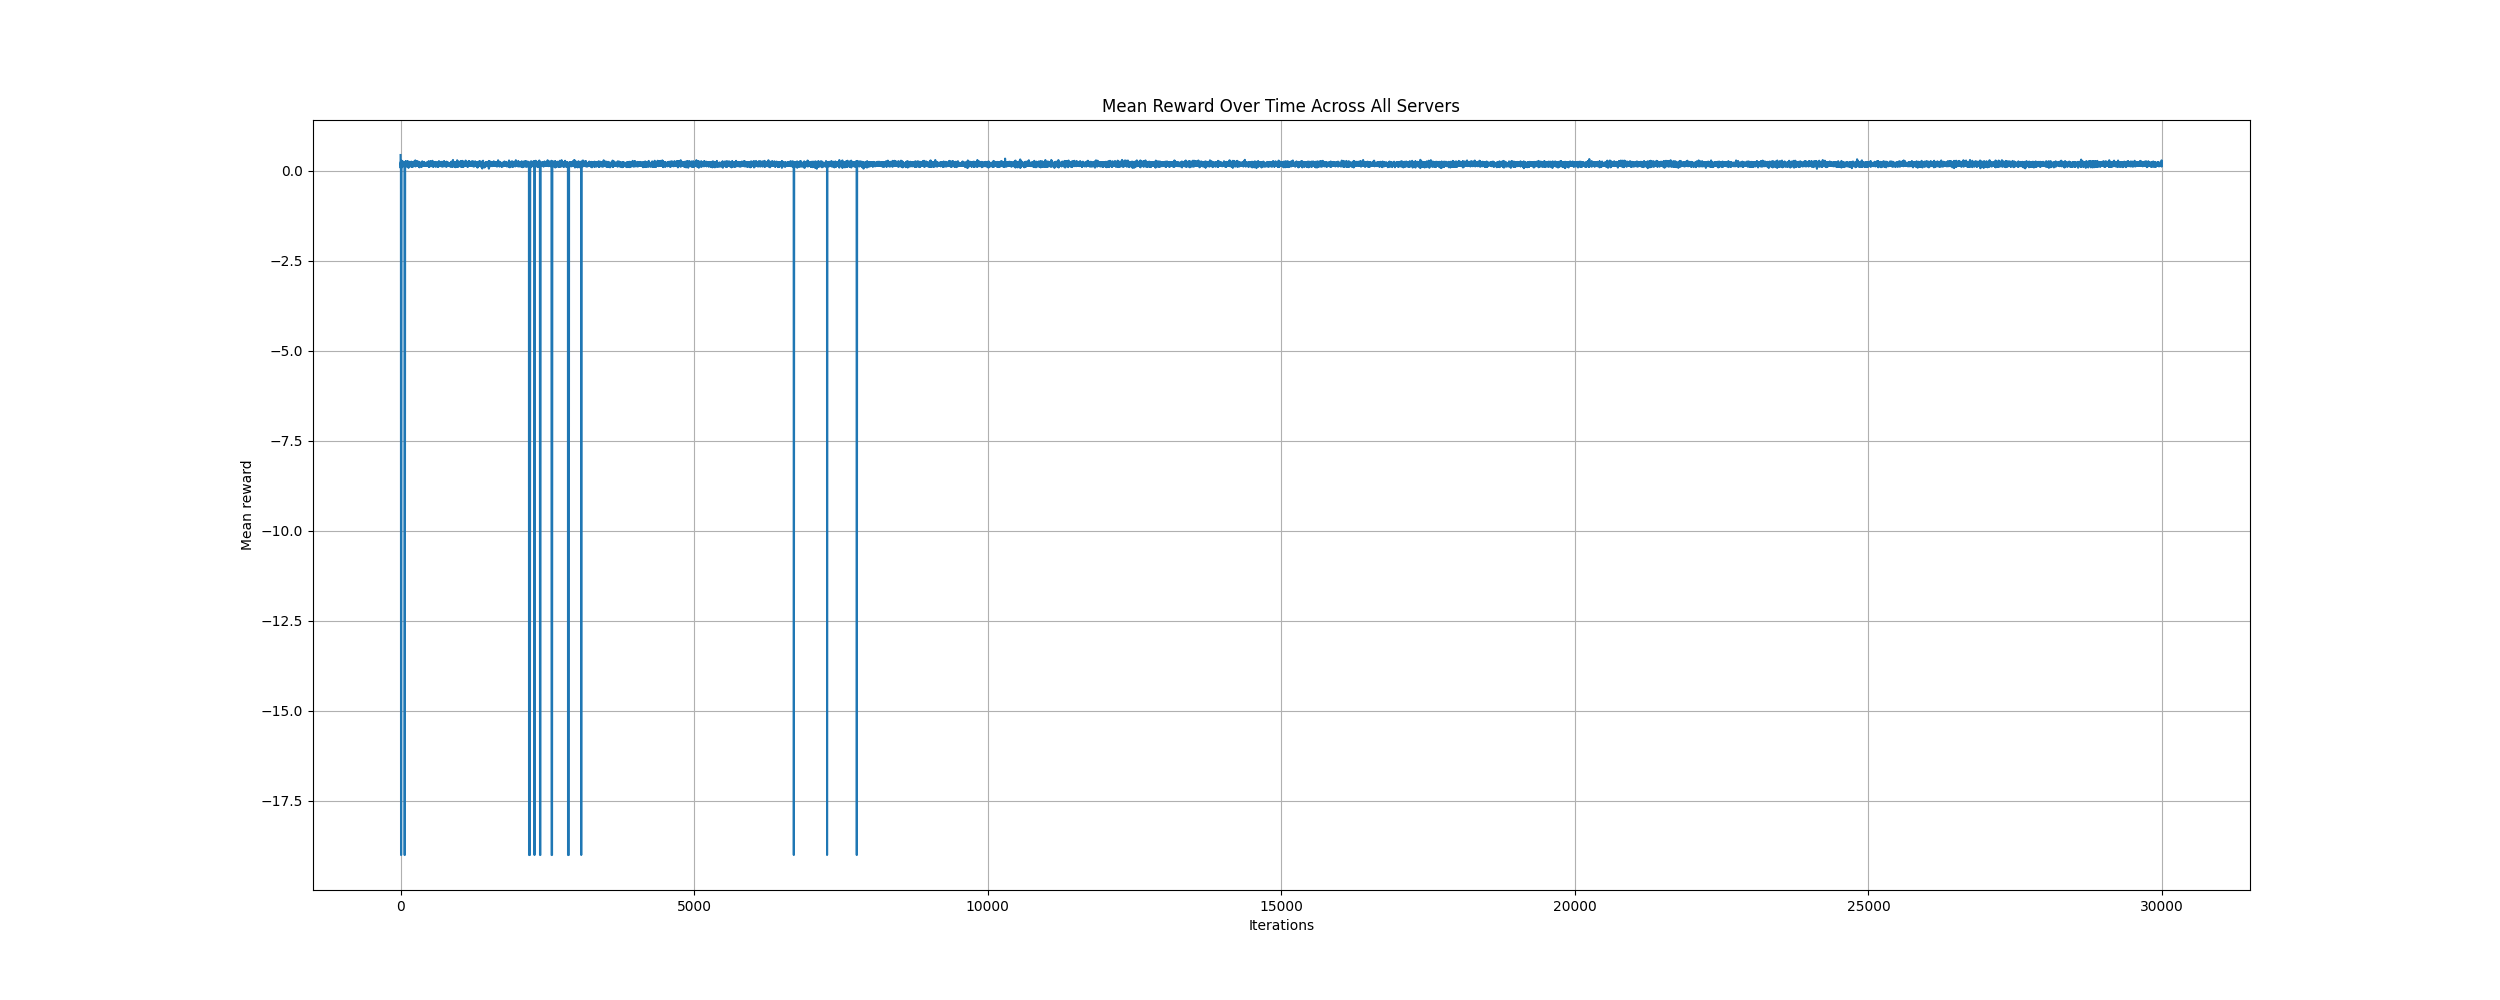 Mean Reward Over Time Across All Servers
0.0
−2.5
−5.0
−7.5
−10.0
−12.5
−15.0
−17.5
Mean reward
0 5000 10000 15000 20000 25000 30000
Iterations